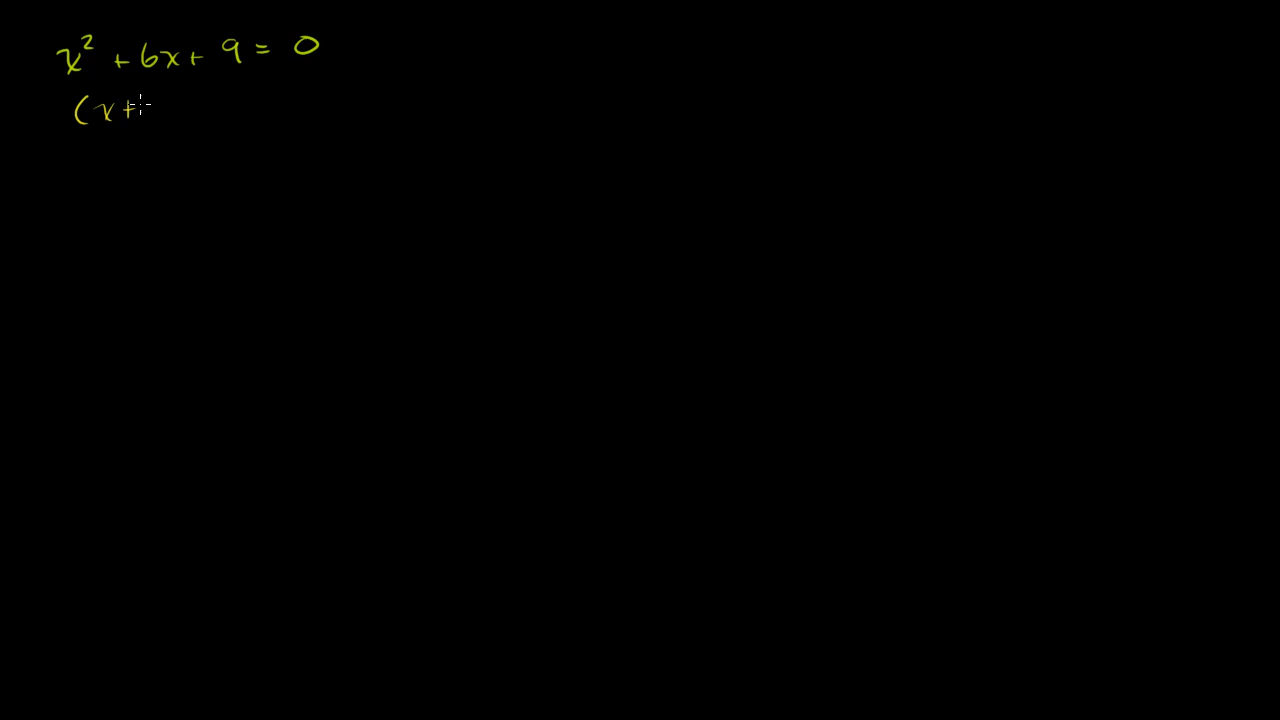 x² + 6x + 9 = 0
(x+